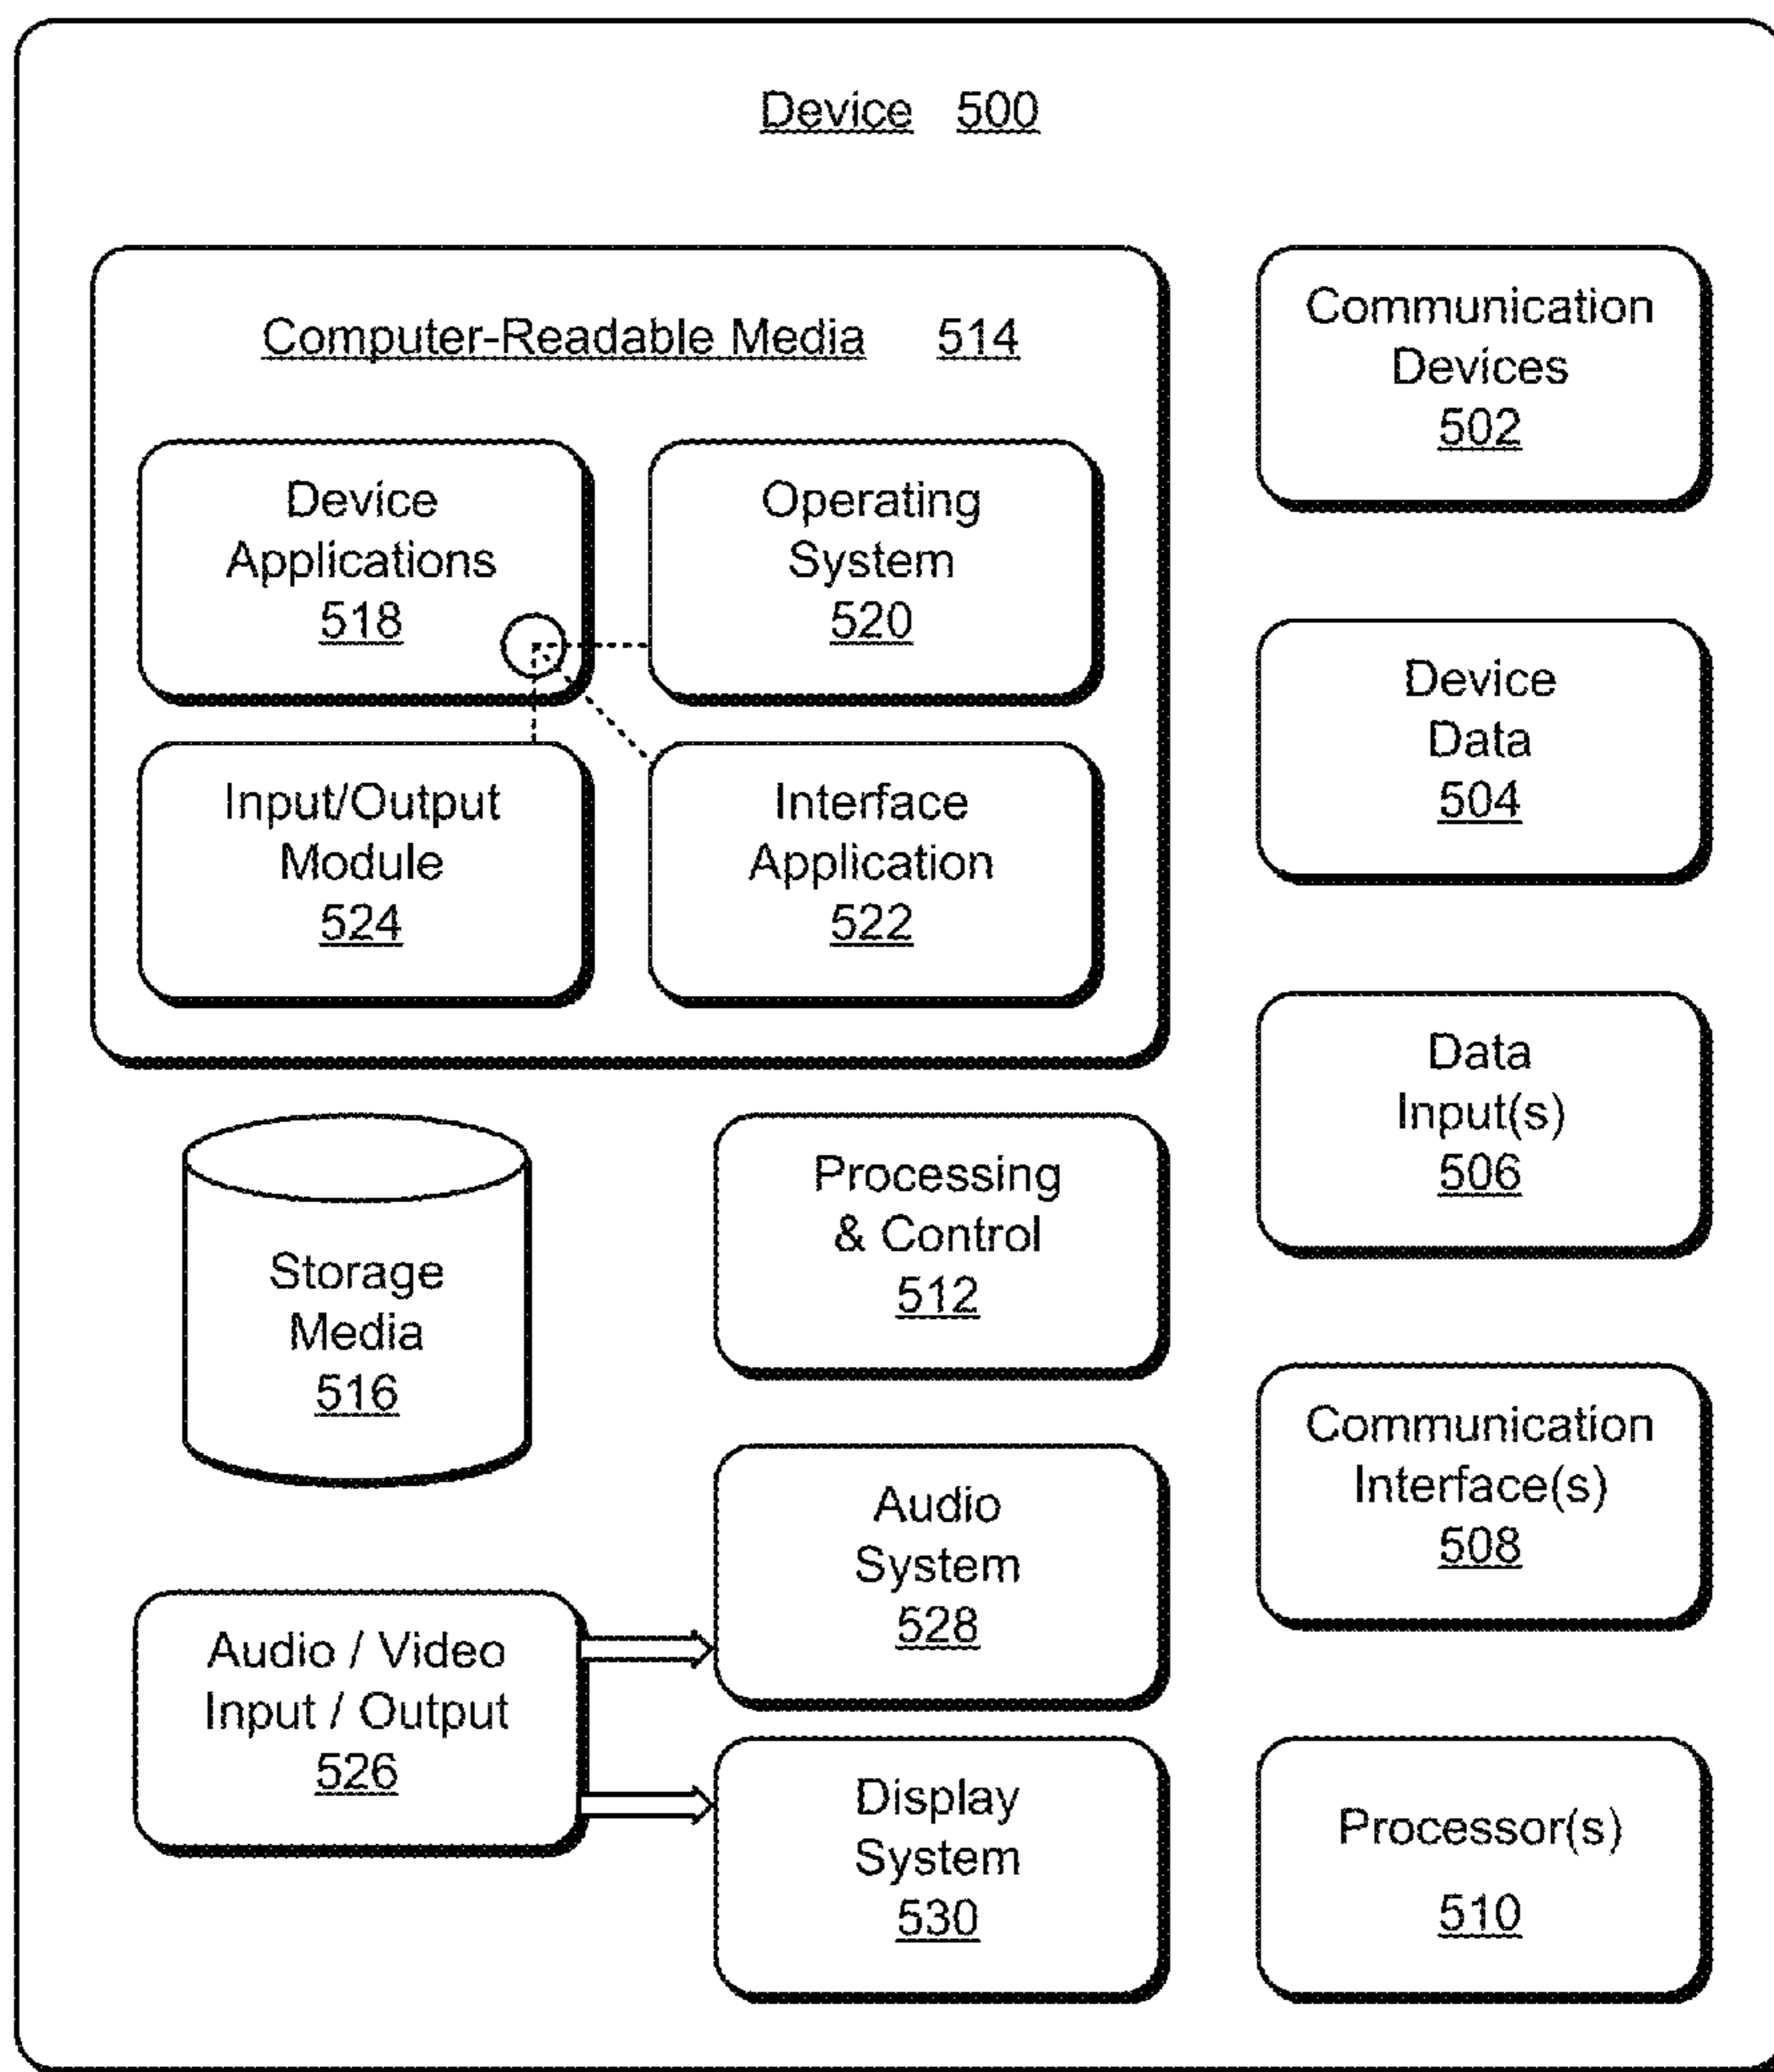 Device 500
Computer-Readable Media 514
Device
Applications
518
Operating
System
520
Input/Output
Module
524
Interface
Application
522
Storage
Media
516
Processing
& Control
512
Audio / Video
Input / Output
526
Audio
System
528
Display
System
530
Communication
Devices
502
Device
Data
504
Data
Input(s)
506
Communication
Interface(s)
508
Processor(s)
510